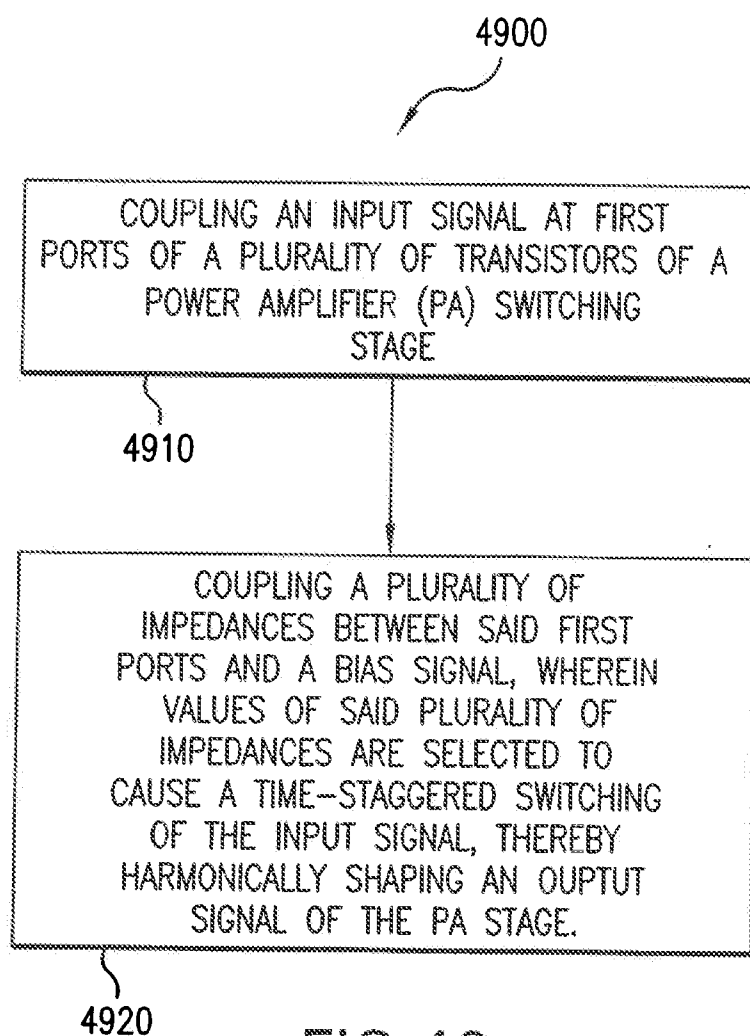 4900
COUPLING AN INPUT SIGNAL AT FIRST
PORTS OF A PLURALITY OF TRANSISTORS OF A
POWER AMPLIFIER (PA) SWITCHING
STAGE
4910
COUPLING A PLURALITY OF
IMPEDANCES BETWEEN SAID FIRST
PORTS AND A BIAS SIGNAL, WHEREIN
VALUES OF SAID PLURALITY OF
IMPEDANCES ARE SELECTED TO
CAUSE A TIME-STAGGERED SWITCHING
OF THE INPUT SIGNAL, THEREBY
HARMONICALLY SHAPING AN OUPTUT
SIGNAL OF THE PA STAGE.
4920